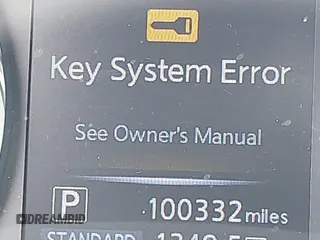 Key System Error
See Owner's Manual
P 100332 miles
DREAMBID
STANDARD